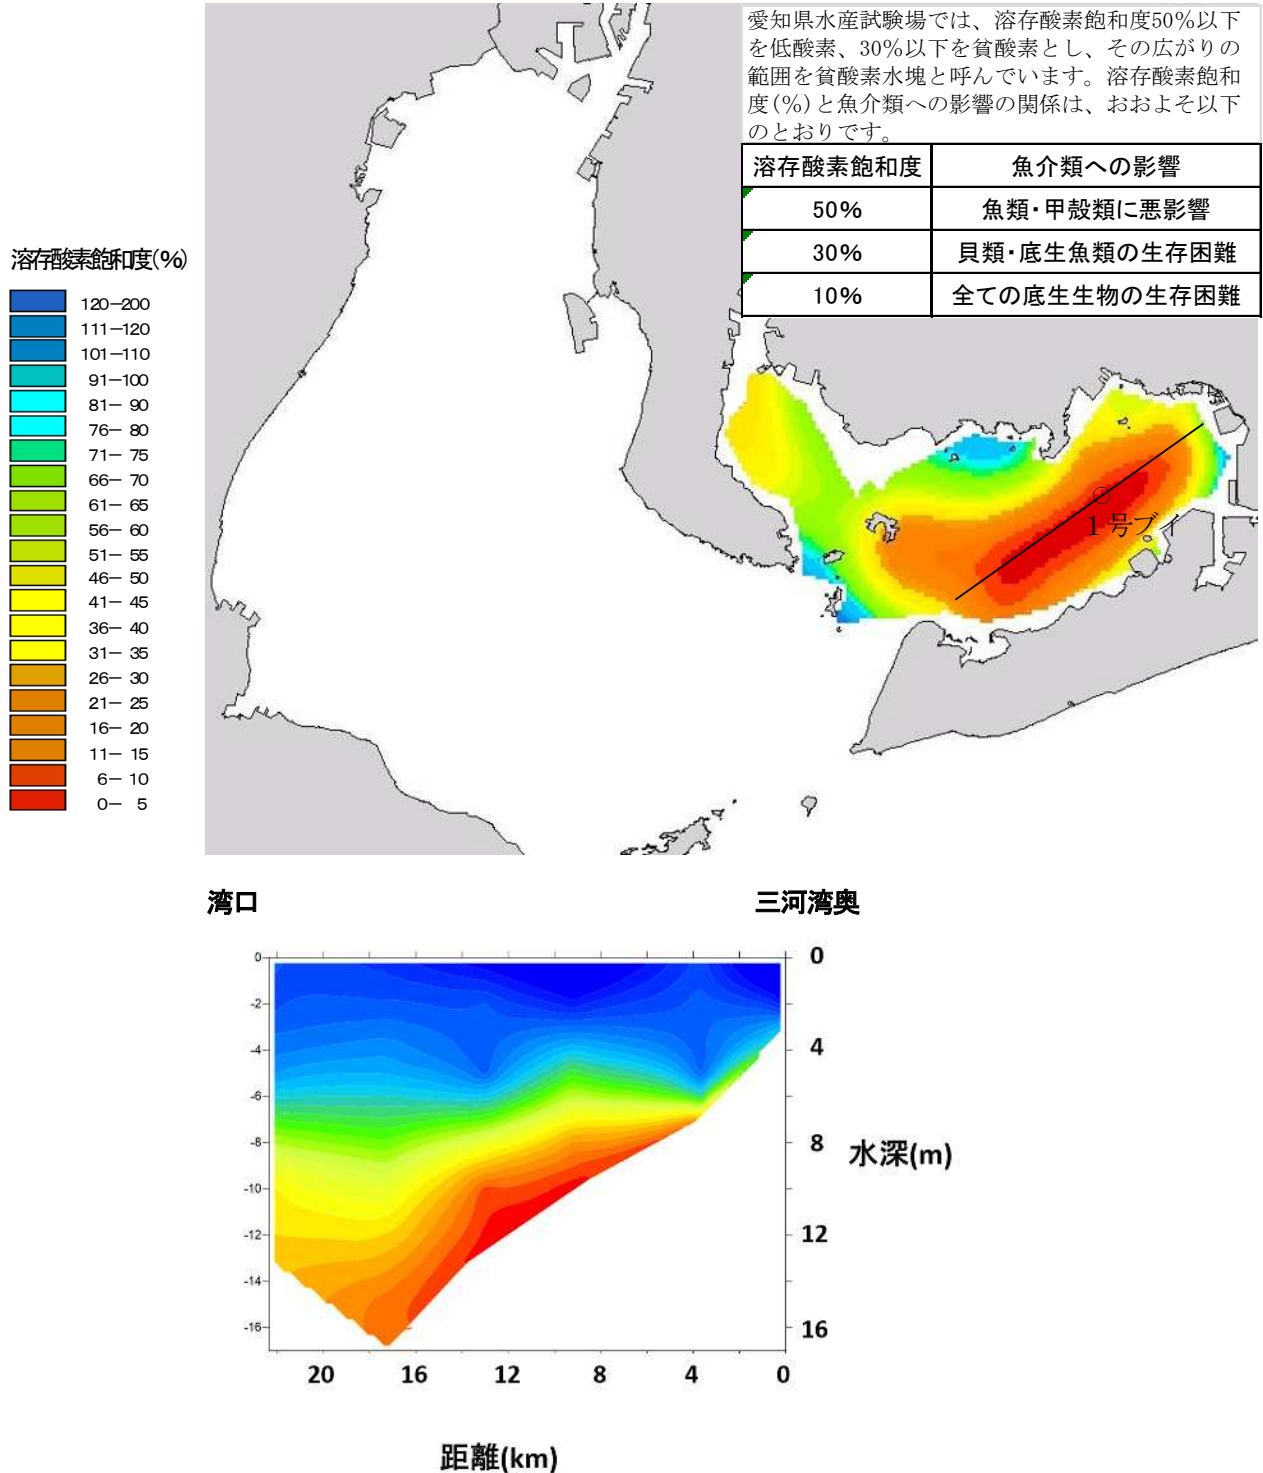 愛知県水産試験場では、溶存酸素飽和度50%以下
を低酸素、30%以下を貧酸素とし、その広がりの
範囲を貧酸素水塊と呼んでいます。溶存酸素飽和
度(%)と魚介類への影響の関係は、おおよそ以下
のとおりです。
溶存酸素飽和度 魚介類への影響
50% 魚類・甲殻類に悪影響
30% 貝類・底生魚類の生存困難
10% 全ての底生生物の生存困難
溶存酸素飽和度(%)
120-200
111-120
101-110
91-100
81- 90
76- 80
71- 75
66- 70
61- 65
56- 60
51- 55
46- 50
41- 45
36- 40
31- 35
26- 30
21- 25
16- 20
11- 15
6- 10
0- 5
1号ブイ
湾口 三河湾奥
0
-2
-4
-6
-8
-10
-12
-14
-16
0
4
8
12
16
水深(m)
20 16 12 8 4 0
距離(km)